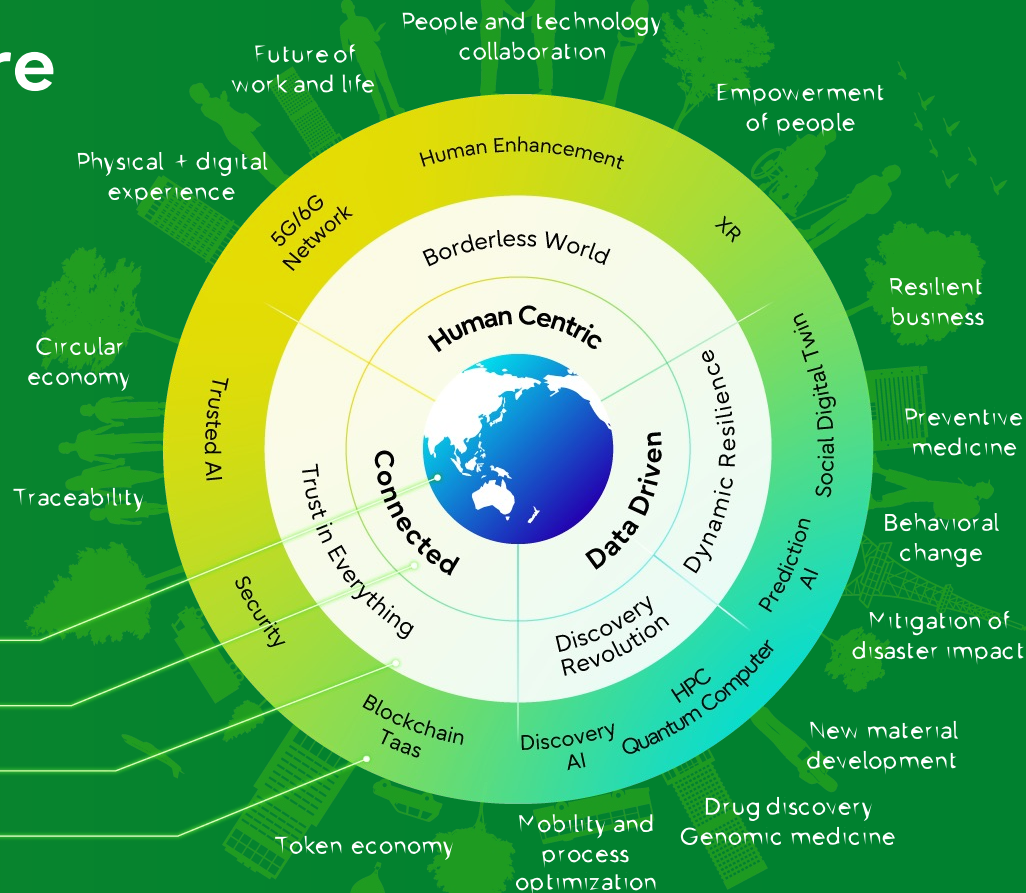 re
People and technology
collaboration
Future of
work and life
Empowerment
of people
Physical + digital
experience
Resilient
business
Circular
economy
Preventive
medicine
Traceability
Behavioral
change
Mitigation of
disaster impact
New material
development
Drug discovery
Genomic medicine
Mobility and
process
optimization
Token economy
Human Enhancement
5G/6G
Network
XR
Social Digital Twin
Trusted AI
Prediction
AI
Security
HPC
Quantum Computer
Blockchain
Taas
Discovery
AI
Borderless World
Dynamic Resilience
Trust in Everything
Discovery
Revolution
Human Centric
Connected
Data Driven